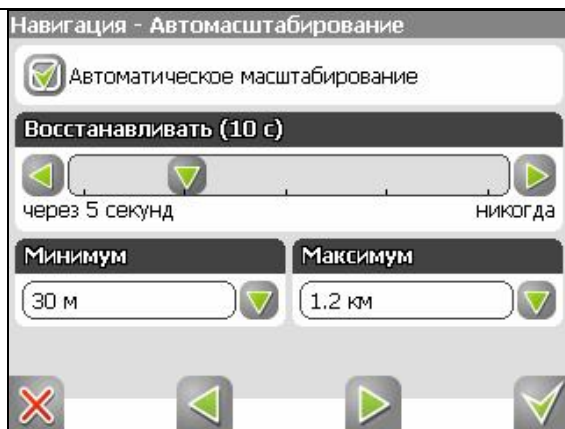 Навигация - Автомасштабирование
Автоматическое масштабирование
Восстанавливать (10 с)
через 5 секунд никогда
Минимум Максимум
30 м 1.2 км